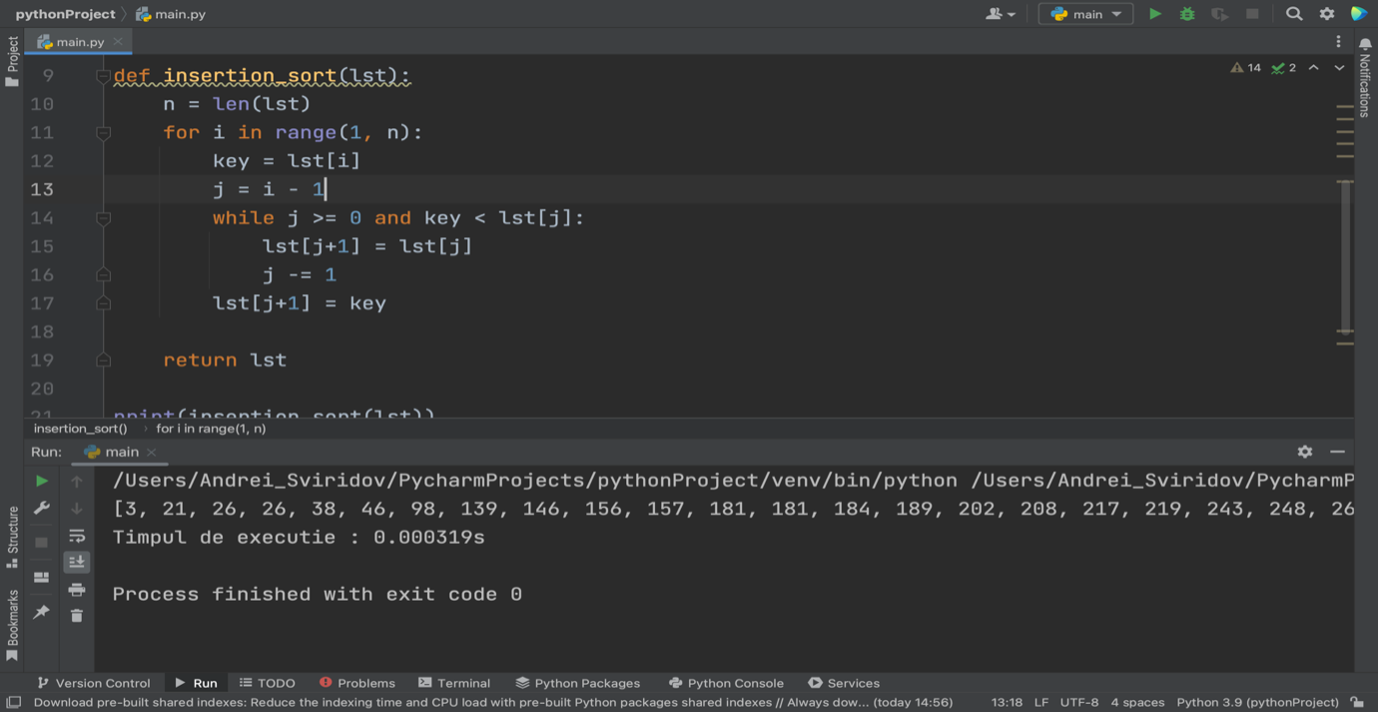 pythonProject main.py main
main.py
Project
Notifications
14 2
9 def insertion_sort(lst):
10 n = len(lst)
11 for i in range(1, n):
12 key = lst[i]
13 j = i - 1
14 while j >= 0 and key < lst[j]:
15 lst[j+1] = lst[j]
16 j -= 1
17 lst[j+1] = key
18
19 return lst
20
21 print(insertion_sort(lst))
insertion_sort() › for i in range(1, n)
Run: main
/Users/Andrei_Sviridov/PycharmProjects/pythonProject/venv/bin/python /Users/Andrei_Sviridov/PycharmP
[3, 21, 26, 26, 38, 46, 98, 139, 146, 156, 157, 181, 181, 184, 189, 202, 208, 217, 219, 243, 248, 26
Timpul de executie : 0.000319s
Process finished with exit code 0
Structure
Bookmarks
Version Control Run TODO Problems Terminal Python Packages Python Console Services
Download pre-built shared indexes: Reduce the indexing time and CPU load with pre-built Python packages shared indexes // Always dow... (today 14:56) 13:18 LF UTF-8 4 spaces Python 3.9 (pythonProject)